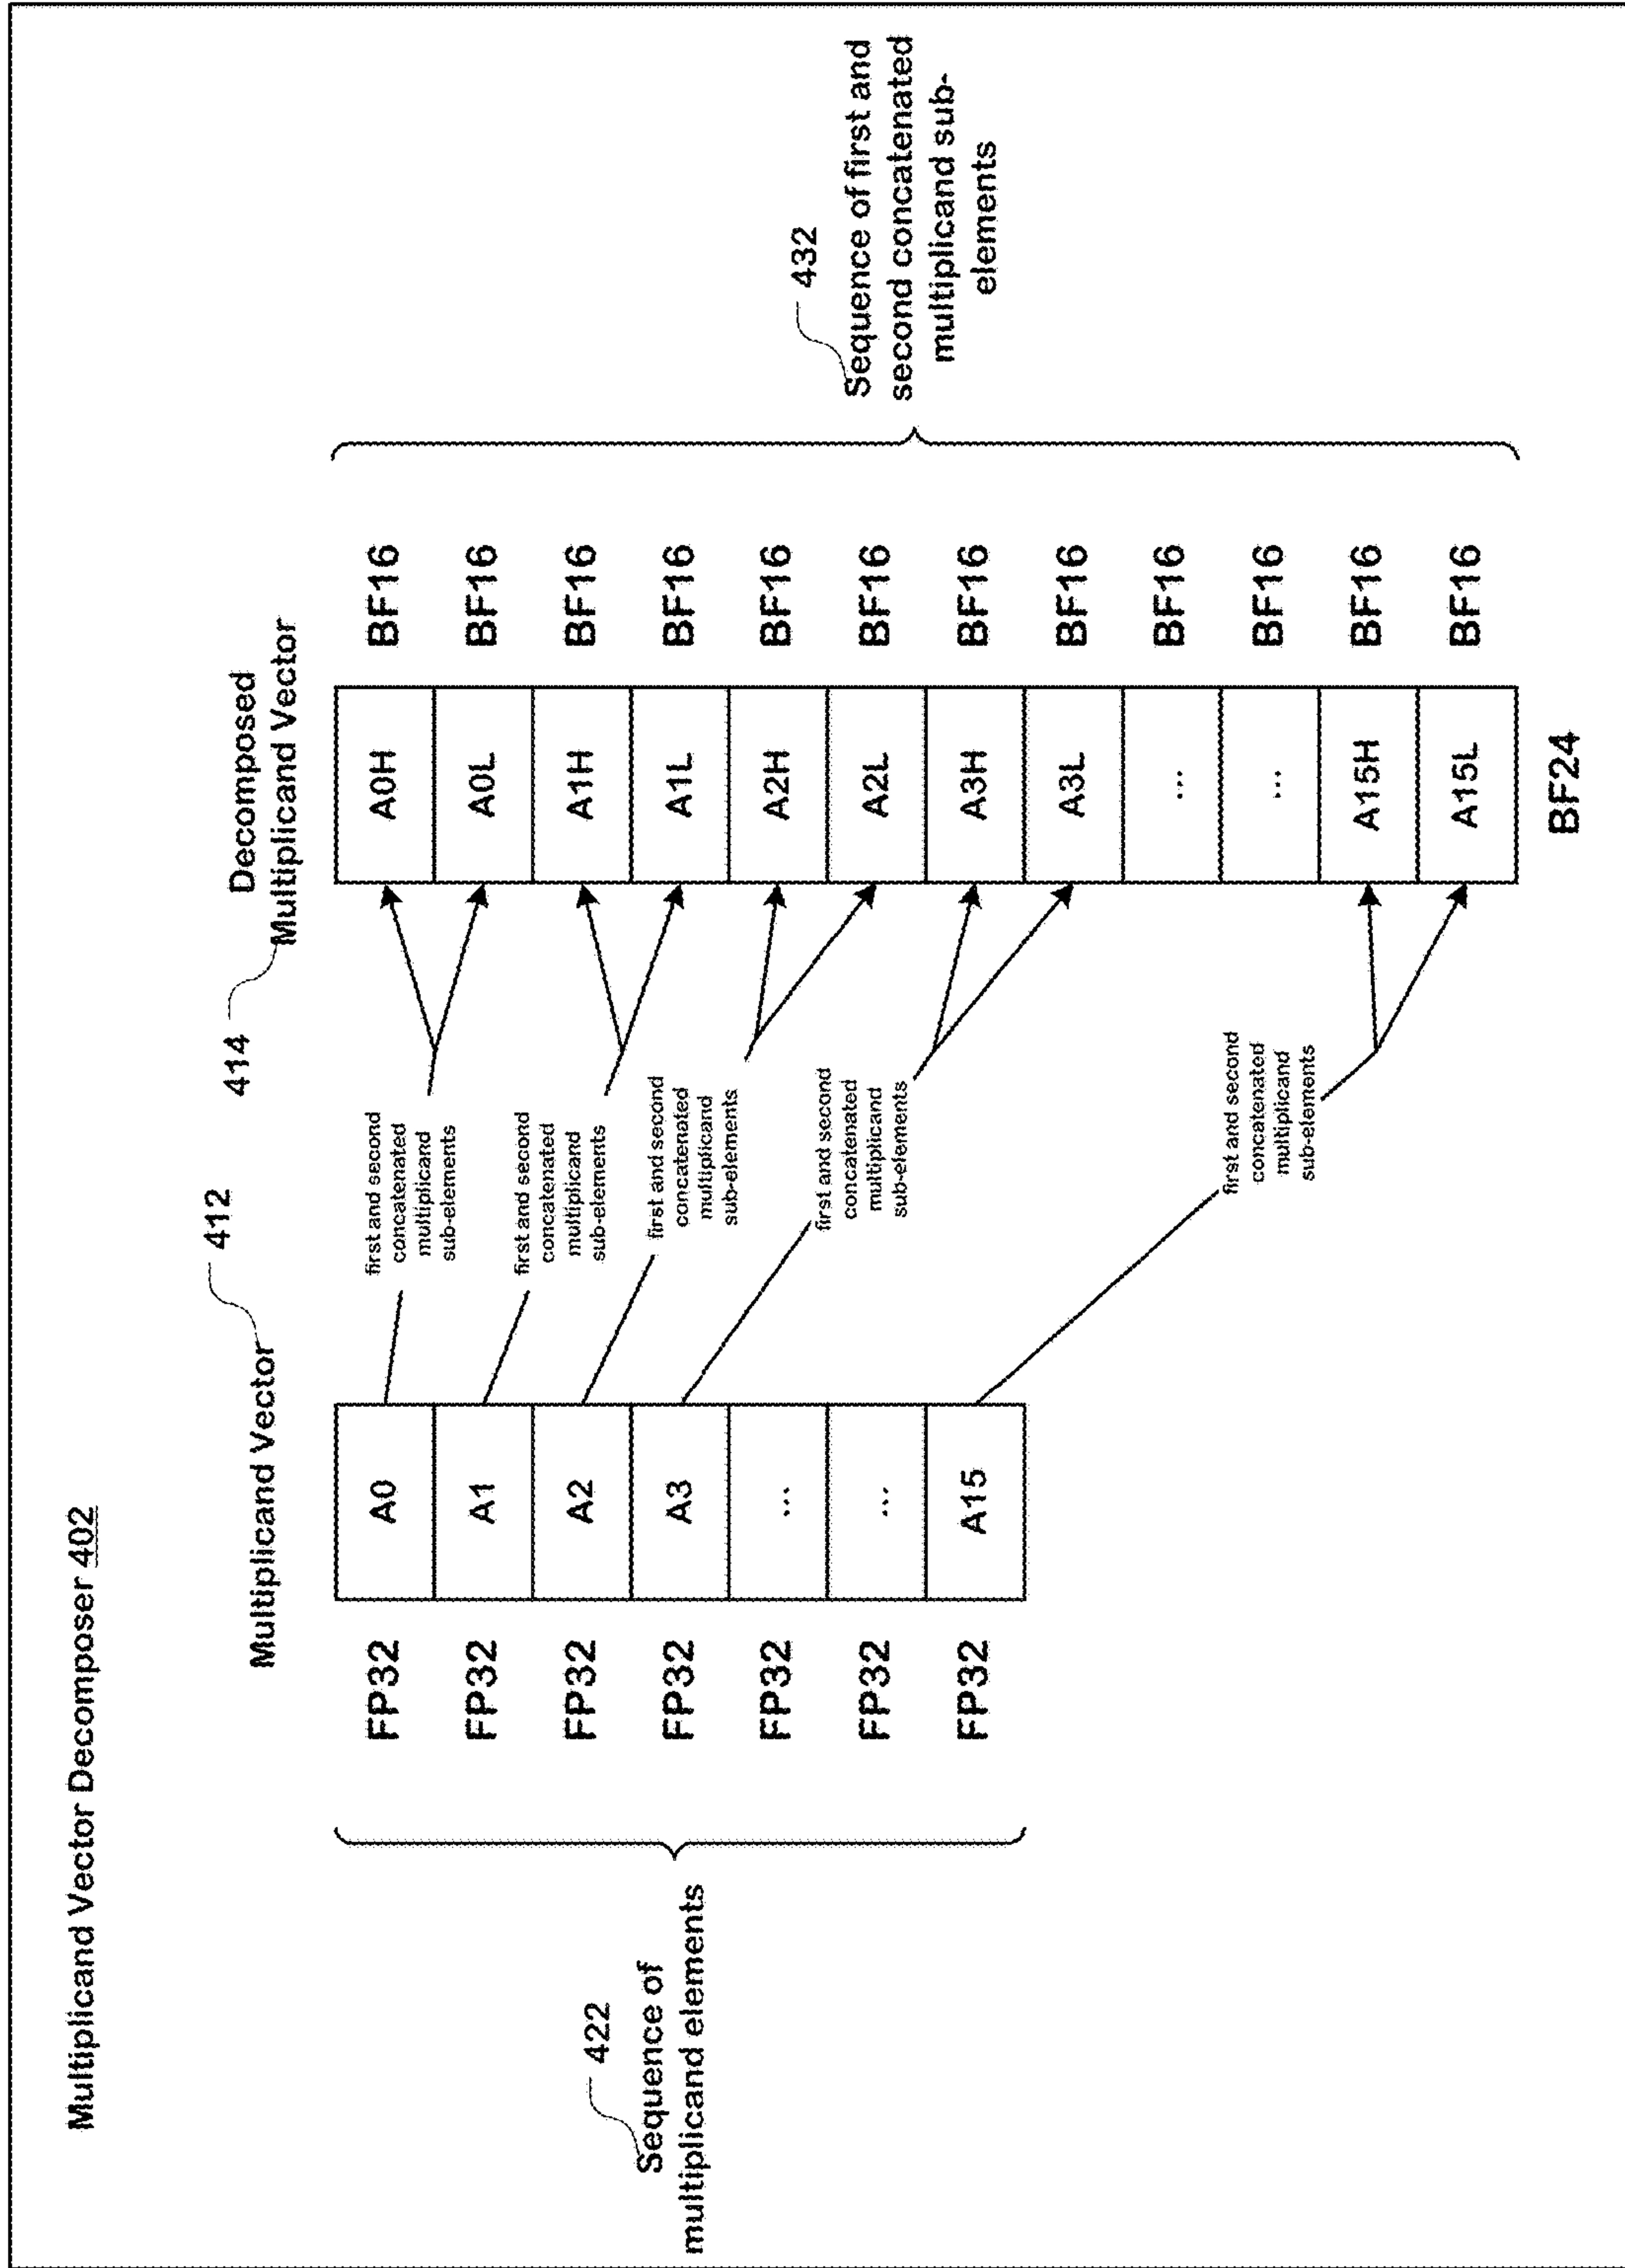 Multiplicand Vector Decomposer 402
412
Multiplicand Vector
414
Decomposed
Multiplicand Vector
422
Sequence of
multiplicand elements
FP32
A0
FP32
A1
FP32
A2
FP32
A3
FP32
...
FP32
...
FP32
A15
first and second
concatenated
multiplicand
sub-elements
first and second
concatenated
multiplicand
sub-elements
first and second
concatenated
multiplicand
sub-elements
first and second
concatenated
multiplicand
sub-elements
first and second
concatenated
multiplicand
sub-elements
A0H
BF16
A0L
BF16
A1H
BF16
A1L
BF16
A2H
BF16
A2L
BF16
A3H
BF16
A3L
BF16
...
BF16
...
BF16
A15H
BF16
A15L
BF16
BF24
432
Sequence of first and
second concatenated
multiplicand sub-
elements